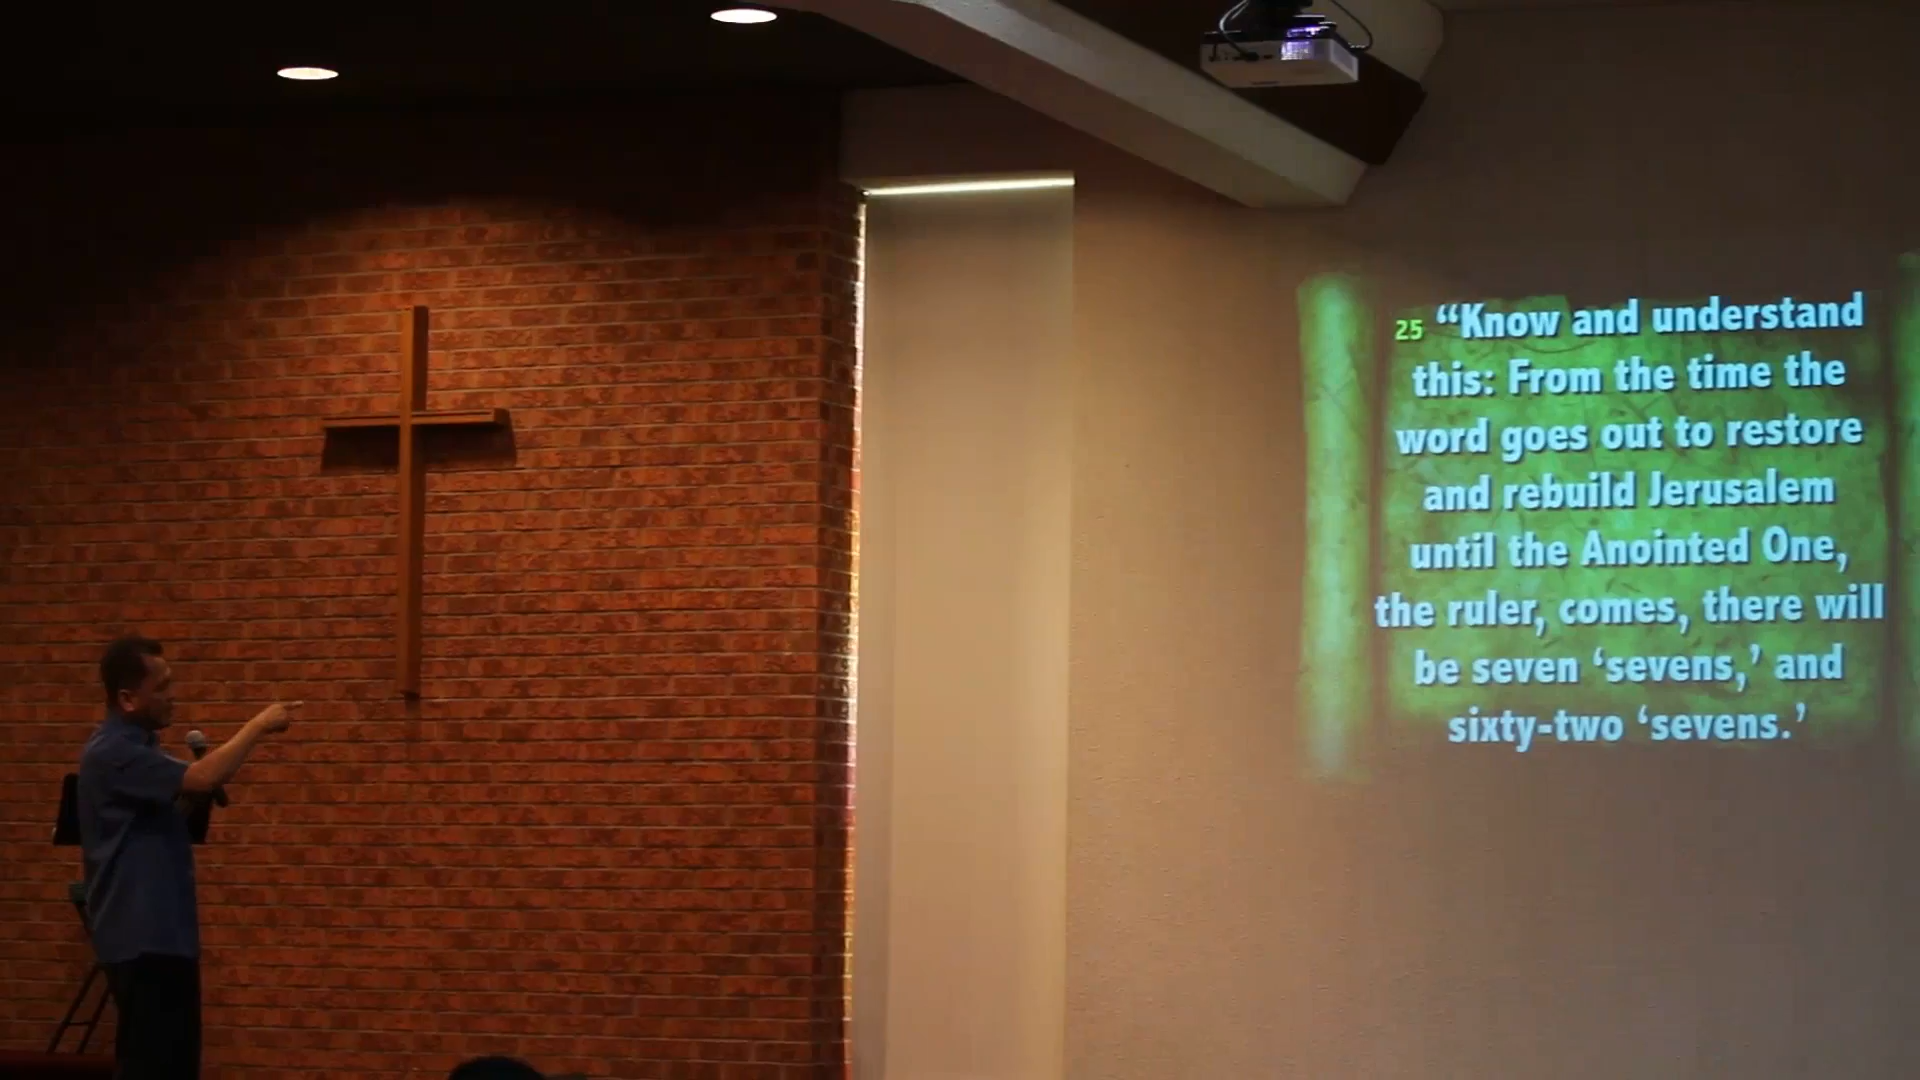 25 “Know and understand
this: From the time the
word goes out to restore
and rebuild Jerusalem
until the Anointed One,
the ruler, comes, there will
be seven ‘sevens,’ and
sixty-two ‘sevens.’